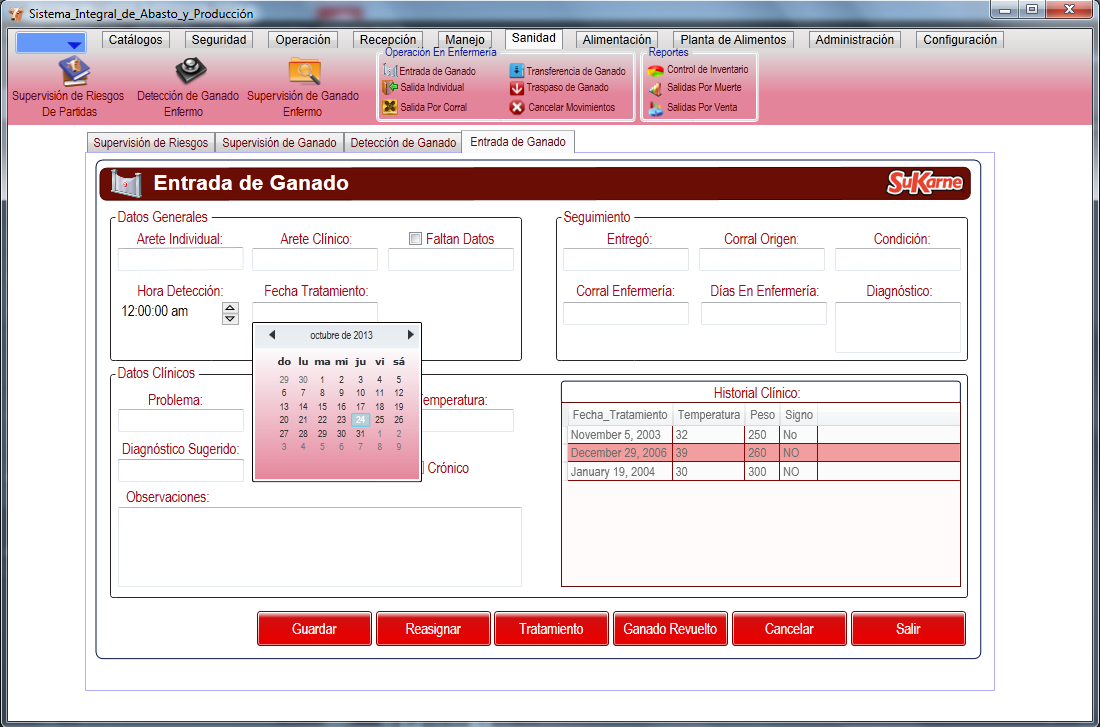 Sistema_Integral_de_Abasto_y_Producción
Catálogos Seguridad Operación Recepción Manejo Sanidad Alimentación Planta de Alimentos Administración Configuración
Supervisión de Riesgos De Partidas
Detección de Ganado Enfermo
Supervisión de Ganado Enfermo
Operación En Enfermería
Entrada de Ganado
Salida Individual
Salida Por Corral
Transferencia de Ganado
Traspaso de Ganado
Cancelar Movimientos
Reportes
Control de Inventario
Salidas Por Muerte
Salidas Por Venta
Supervisión de Riesgos Supervisión de Ganado Detección de Ganado Entrada de Ganado
Entrada de Ganado
SuKarne
Datos Generales
Arete Individual: Arete Clínico: Faltan Datos
Hora Detección: Fecha Tratamiento:
12:00:00 am
octubre de 2013
do lu ma mi ju vi sá
29 30 1 2 3 4 5
6 7 8 9 10 11 12
13 14 15 16 17 18 19
20 21 22 23 24 25 26
27 28 29 30 31 1 2
3 4 5 6 7 8 9
Seguimiento
Entregó: Corral Origen: Condición:
Corral Enfermería: Días En Enfermería: Diagnóstico:
Datos Clínicos
Problema: emperatura:
Diagnóstico Sugerido:
Crónico
Observaciones:
Historial Clínico:
Fecha_Tratamiento Temperatura Peso Signo
November 5, 2003 32 250 No
December 29, 2006 39 260 NO
January 19, 2004 30 300 NO
Guardar Reasignar Tratamiento Ganado Revuelto Cancelar Salir